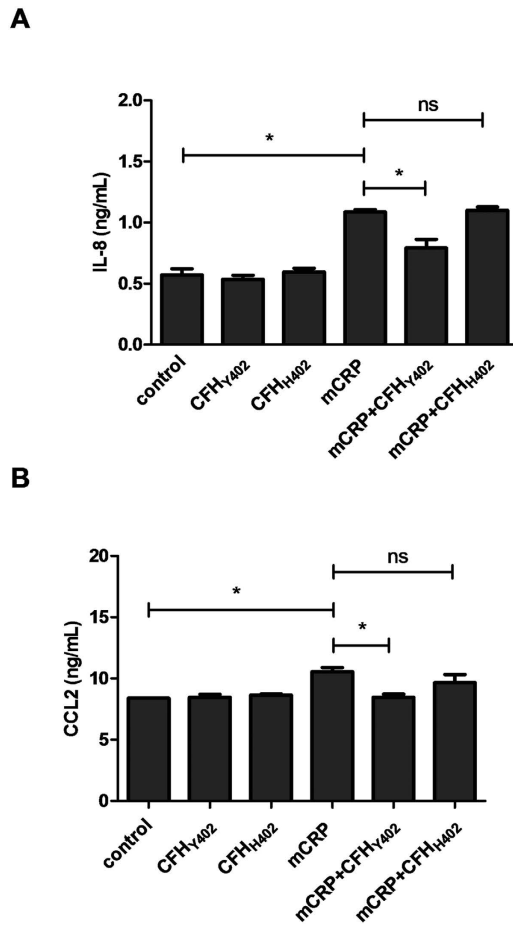 A
2.0
1.5
1.0
0.5
0.0
IL-8 (ng/mL)
ns
*
*
control
CFHY402
CFHH402
mCRP
mCRP+CFHY402
mCRP+CFHH402
B
20
15
10
5
0
CCL2 (ng/mL)
ns
*
*
control
CFHY402
CFHH402
mCRP
mCRP+CFHY402
mCRP+CFHH402